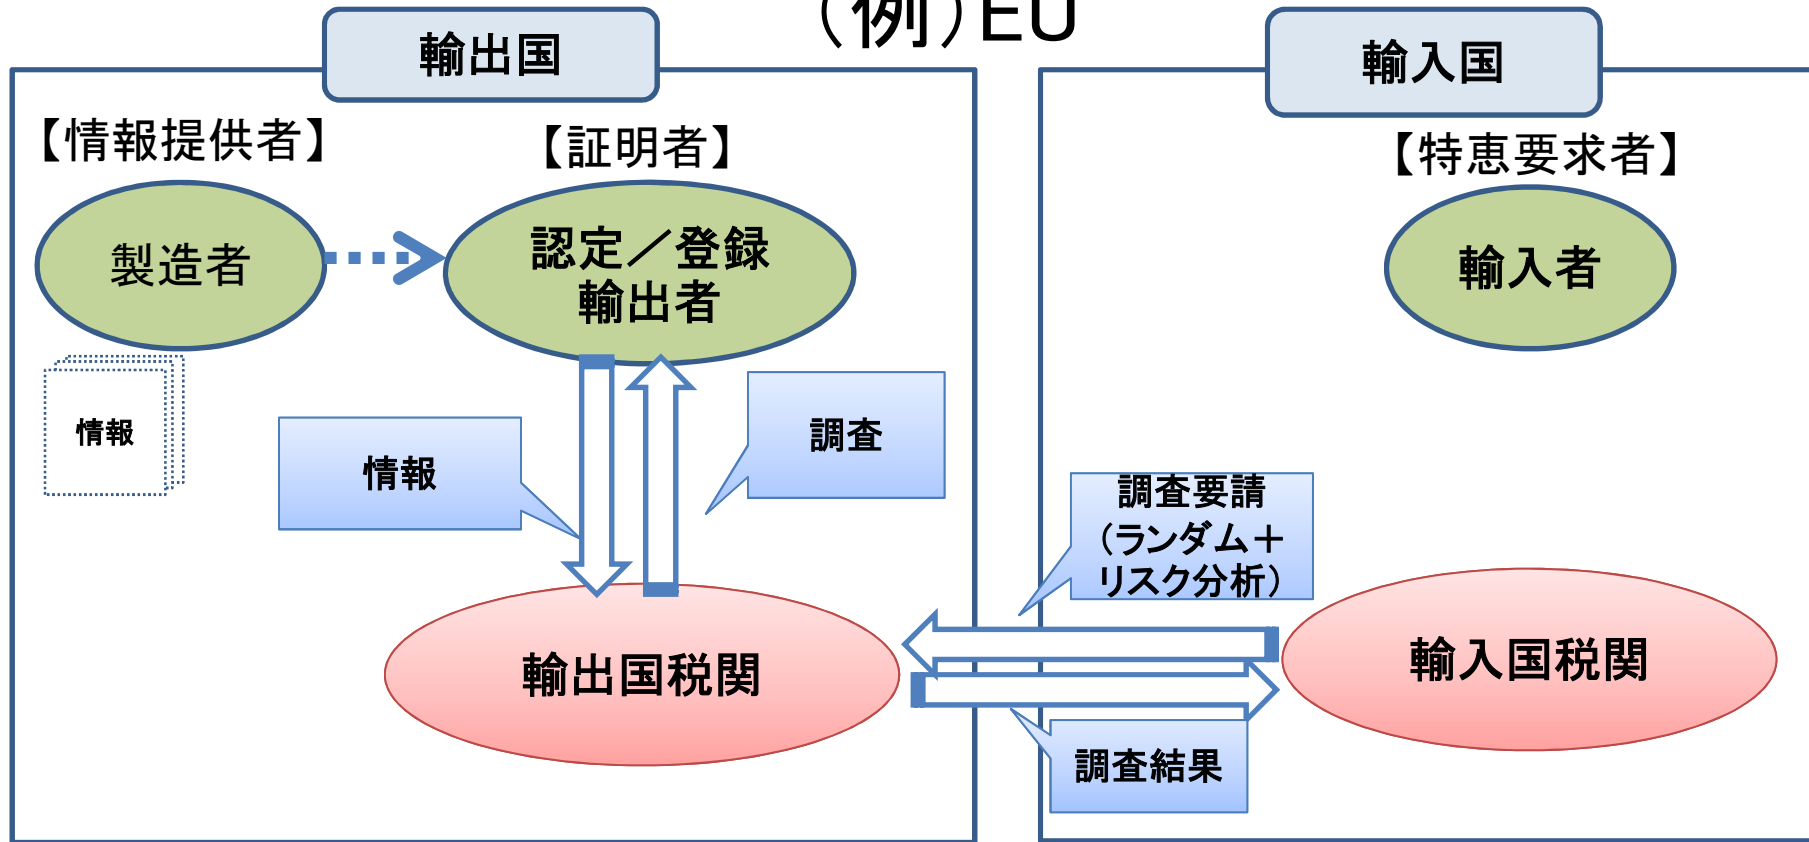 （例）EU
輸出国
【情報提供者】
【証明者】
製造者
認定／登録
輸出者
情報
情報
調査
輸出国税関
輸入国
【特恵要求者】
輸入者
調査要請
（ランダム＋
リスク分析）
輸入国税関
調査結果